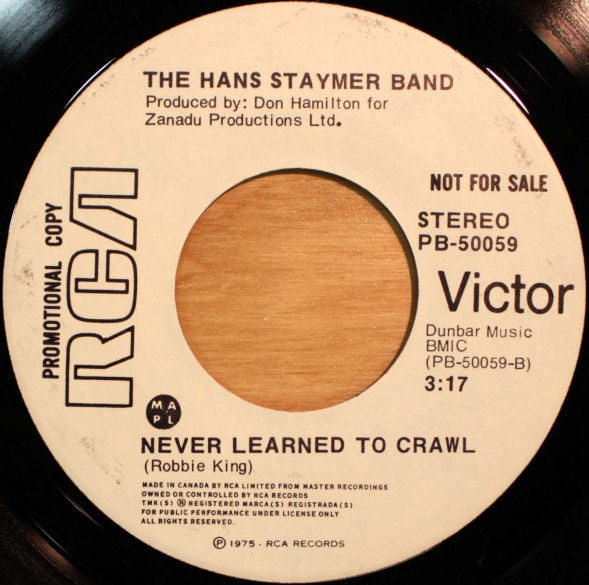 THE HANS STAYMER BAND
Produced by: Don Hamilton for
Zanadu Productions Ltd.
PROMOTIONAL COPY
RCA
NOT FOR SALE
STEREO
PB-50059
Victor
Dunbar Music
BMIC
(PB-50059-B)
3:17
MA
PL
NEVER LEARNED TO CRAWL
(Robbie King)
MADE IN CANADA BY RCA LIMITED FROM MASTER RECORDINGS
OWNED OR CONTROLLED BY RCA RECORDS
TMK(S) ® REGISTERED MARCA(S) REGISTRADA(S)
FOR PUBLIC PERFORMANCE UNDER LICENSE ONLY
ALL RIGHTS RESERVED.
℗ 1975 - RCA RECORDS